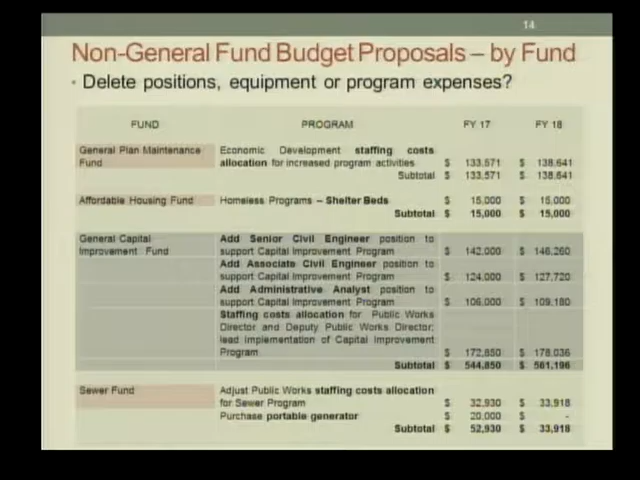 14
Non-General Fund Budget Proposals – by Fund
• Delete positions, equipment or program expenses?
FUND PROGRAM FY 17 FY 18
General Plan Maintenance Fund
Economic Development staffing costs
allocation for increased program activities $ 133,571 $ 138,641
Subtotal $ 133,571 $ 138,641
Affordable Housing Fund Homeless Programs – Shelter Beds $ 15,000 $ 15,000
Subtotal $ 15,000 $ 15,000
General Capital Improvement Fund
Add Senior Civil Engineer position to
support Capital Improvement Program $ 142,000 $ 146,260
Add Associate Civil Engineer position to
support Capital Improvement Program $ 124,000 $ 127,720
Add Administrative Analyst position to
support Capital Improvement Program $ 106,000 $ 109,180
Staffing costs allocation for Public Works
Director and Deputy Public Works Director;
lead implementation of Capital Improvement
Program $ 172,850 $ 178,036
Subtotal $ 544,850 $ 561,196
Sewer Fund
Adjust Public Works staffing costs allocation
for Sewer Program $ 32,930 $ 33,918
Purchase portable generator $ 20,000 $ -
Subtotal $ 52,930 $ 33,918